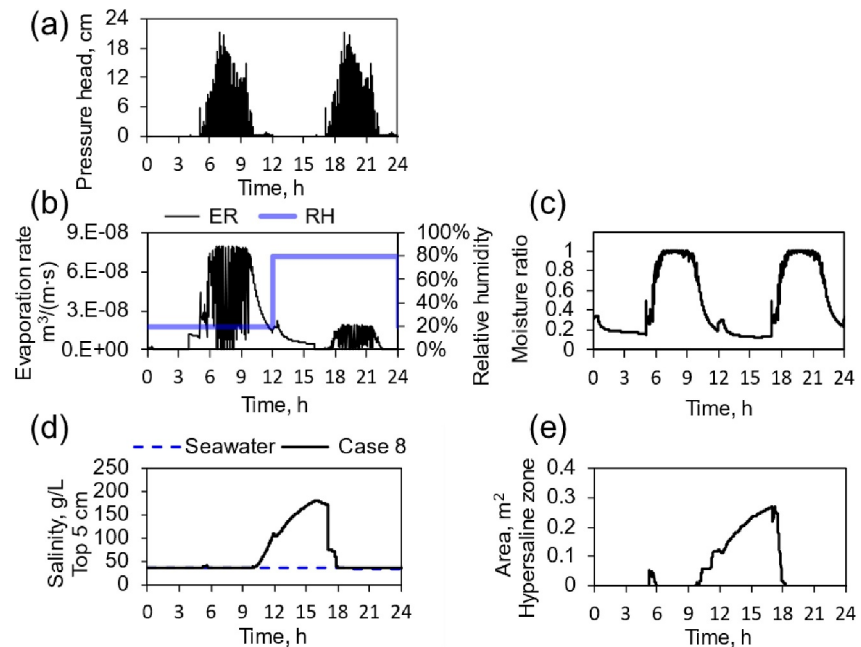 (a)
Pressure head, cm
24
18
12
6
0
0 3 6 9 12 15 18 21 24
Time, h
(b)
ER RH
Evaporation rate
m³/(m·s)
9.E-08
6.E-08
3.E-08
0.E+00
100%
80%
60%
40%
20%
0%
Relative humidity
0 3 6 9 12 15 18 21 24
Time, h
(c)
Moisture ratio
1
0.8
0.6
0.4
0.2
0
0 3 6 9 12 15 18 21 24
Time, h
(d)
Seawater Case 8
Salinity, g/L
Top 5 cm
250
200
150
100
50
0
0 3 6 9 12 15 18 21 24
Time, h
(e)
Area, m²
Hypersaline zone
0.4
0.3
0.2
0.1
0
0 3 6 9 12 15 18 21 24
Time, h